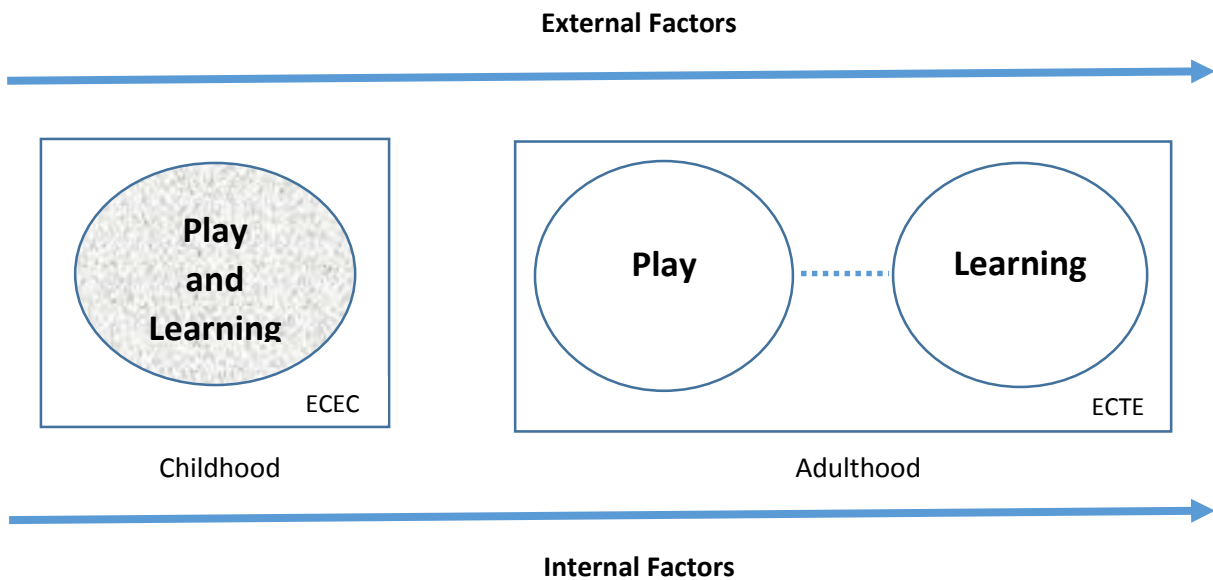 External Factors
Play
and
Learning
ECEC
Play
Learning
ECTE
Childhood
Adulthood
Internal Factors